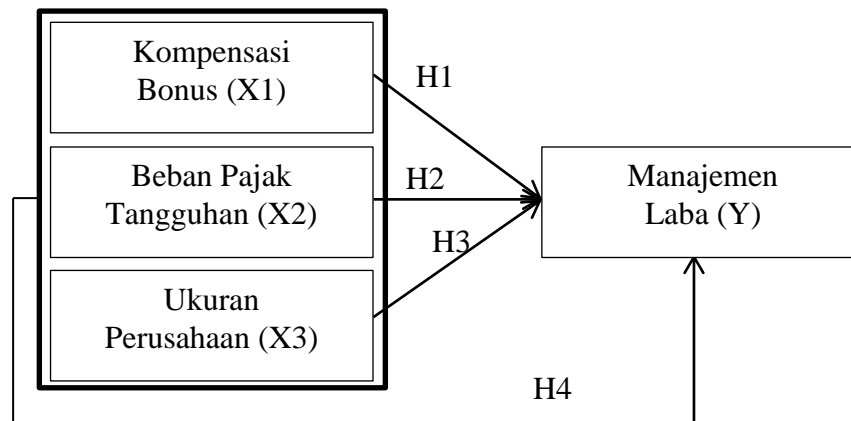 Kompensasi
Bonus (X1)
H1
Beban Pajak
Tangguhan (X2)
H2
Manajemen
Laba (Y)
H3
Ukuran
Perusahaan (X3)
H4